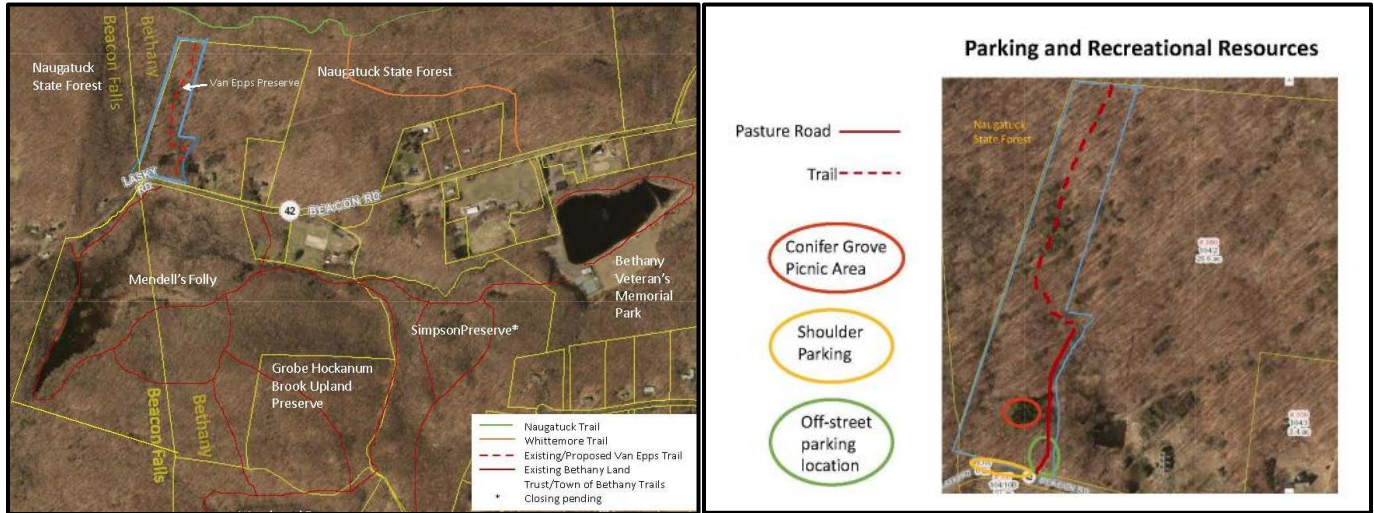 Naugatuck
State Forest
Bethany
Beacon Falls
Van Epps Preserve
Naugatuck State Forest
LASKY
RD
42
BEACON RD
Mendell's Folly
Bethany
Veteran's
Memorial
Park
SimpsonPreserve*
Grobe Hockanum
Brook Upland
Preserve
Beacon Falls
Bethany
Naugatuck Trail
Whittemore Trail
Existing/Proposed Van Epps Trail
Existing Bethany Land
Trust/Town of Bethany Trails
* Closing pending
Parking and Recreational Resources
Pasture Road
Trail
Conifer Grove
Picnic Area
Shoulder
Parking
Off-street
parking
location
Naugatuck
State Forest
104/2
BEACON RD